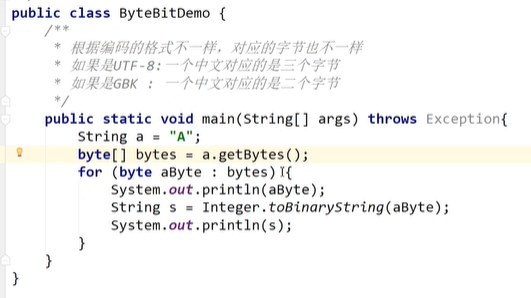 public class ByteBitDemo {
/**
* 根据编码的格式不一样，对应的字节也不一样
* 如果是UTF-8:一个中文对应的是三个字节
* 如果是GBK : 一个中文对应的是二个字节
*/
public static void main(String[] args) throws Exception{
String a = "A";
byte[] bytes = a.getBytes();
for (byte aByte : bytes){
System.out.println(aByte);
String s = Integer.toBinaryString(aByte);
System.out.println(s);
}
}
}